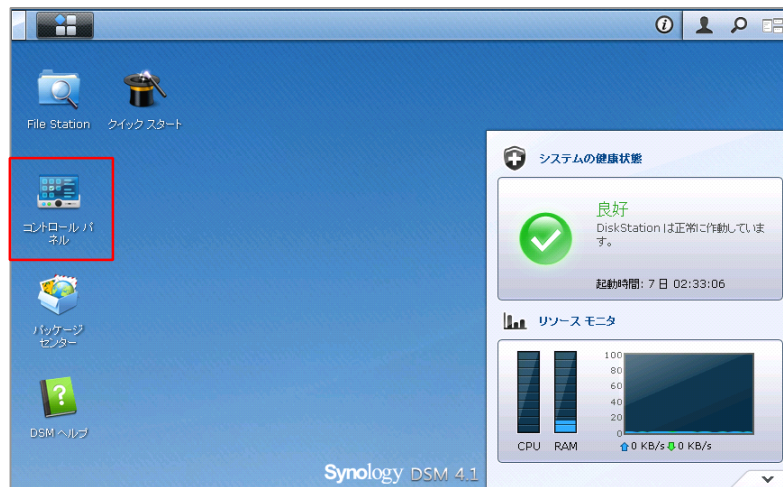 File Station
クイック スタート
コントロール パ
ネル
パッケージ
センター
DSM ヘルプ
システムの健康状態
良好
DiskStation は正常に作動していま
す。
起動時間: 7 日 02:33:06
リソース モニタ
100
80
60
40
20
0
CPU RAM
0 KB/s 0 KB/s
Synology DSM 4.1